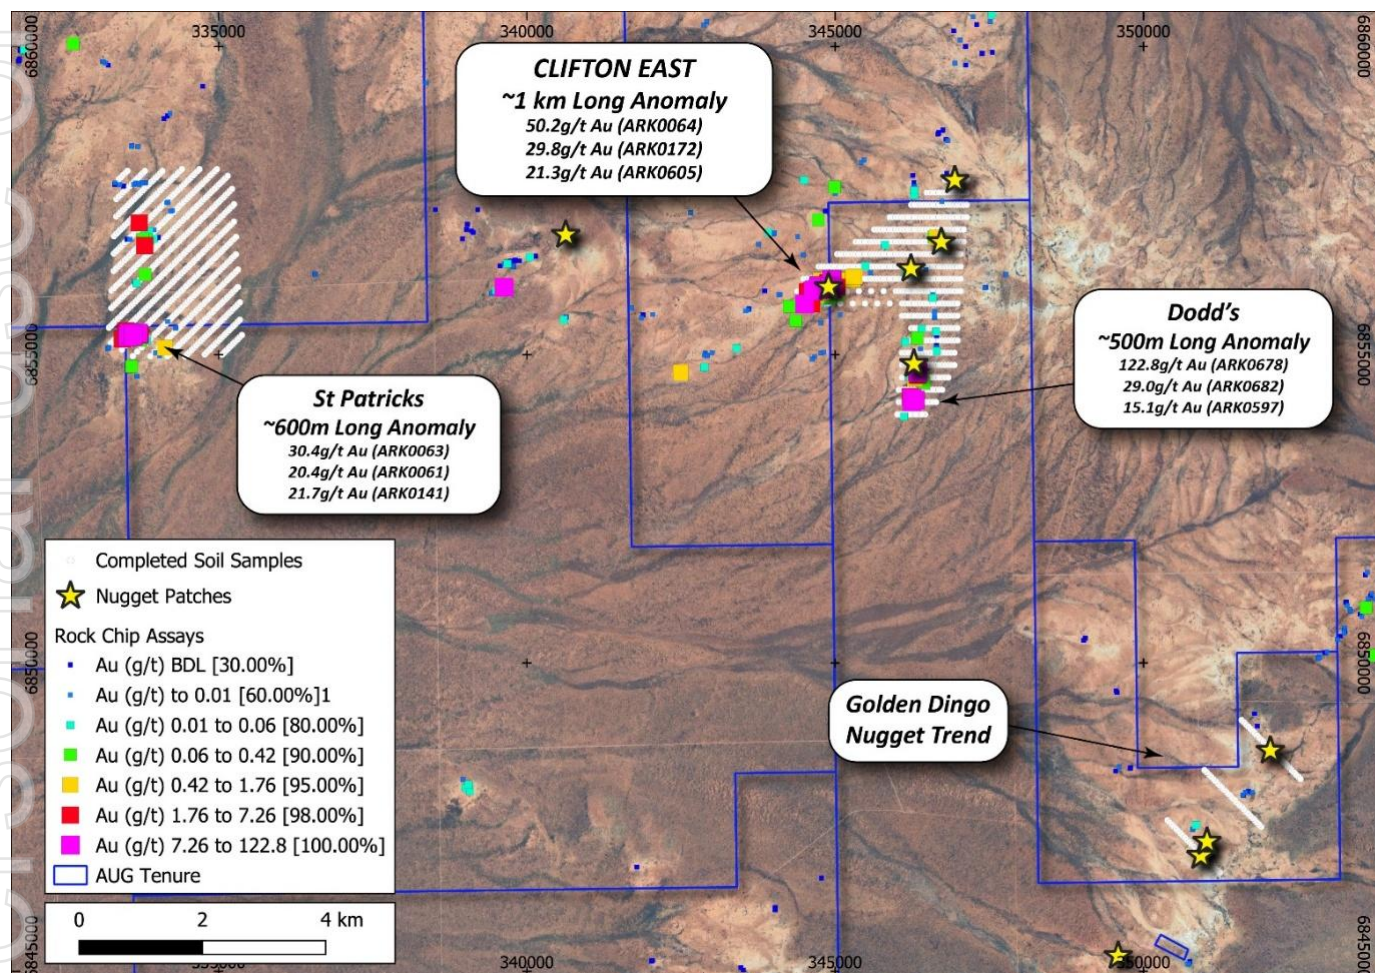 335000
340000
345000
350000
6860000
6860000
CLIFTON EAST
~1 km Long Anomaly
50.2g/t Au (ARK0064)
29.8g/t Au (ARK0172)
21.3g/t Au (ARK0605)
Dodd's
~500m Long Anomaly
122.8g/t Au (ARK0678)
29.0g/t Au (ARK0682)
15.1g/t Au (ARK0597)
6855000
6855000
St Patricks
~600m Long Anomaly
30.4g/t Au (ARK0063)
20.4g/t Au (ARK0061)
21.7g/t Au (ARK0141)
Completed Soil Samples
Nugget Patches
Rock Chip Assays
Au (g/t) BDL [30.00%]
Au (g/t) to 0.01 [60.00%]1
Au (g/t) 0.01 to 0.06 [80.00%]
Au (g/t) 0.06 to 0.42 [90.00%]
Au (g/t) 0.42 to 1.76 [95.00%]
Au (g/t) 1.76 to 7.26 [98.00%]
Au (g/t) 7.26 to 122.8 [100.00%]
AUG Tenure
0 2 4 km
6850000
6850000
Golden Dingo
Nugget Trend
6845000
6845000
335000
340000
345000
350000